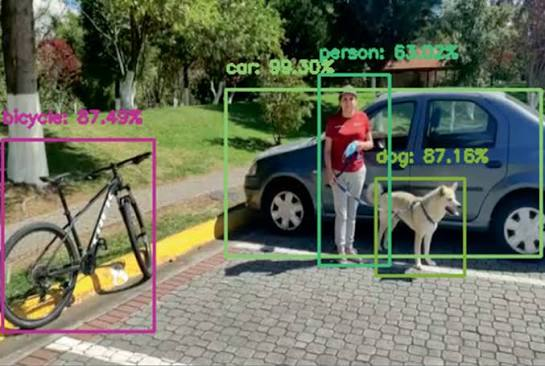 person: 63.02%
car: 99.30%
bicycle: 87.49%
dog: 87.16%